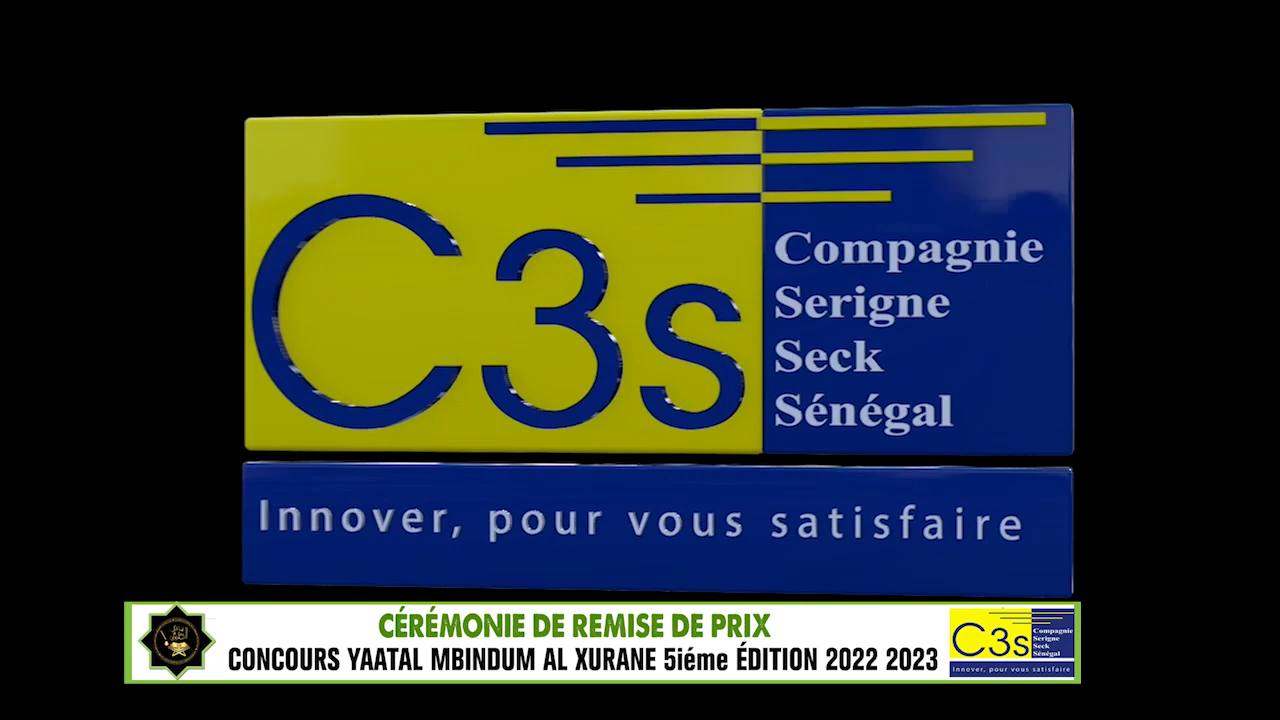 C3s
Compagnie
Serigne
Seck
Sénégal
Innover, pour vous satisfaire
CÉRÉMONIE DE REMISE DE PRIX
CONCOURS YAATAL MBINDUM AL XURANE 5iéme ÉDITION 2022 2023
C3s
Compagnie
Serigne
Seck
Sénégal
Innover, pour vous satisfaire